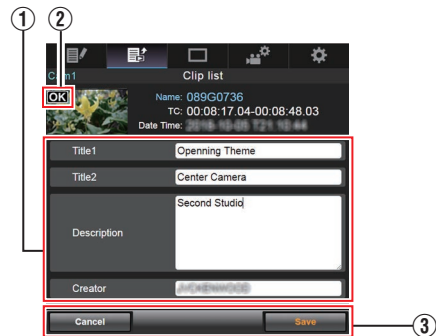 ① ②
Cam1 Clip list
OK
Name: 089G0736
TC: 00:08:17.04-00:08:48.03
Date Time:
Title1 Openning Theme
Title2 Center Camera
Second Studio
Description
Creator
Cancel Save
③